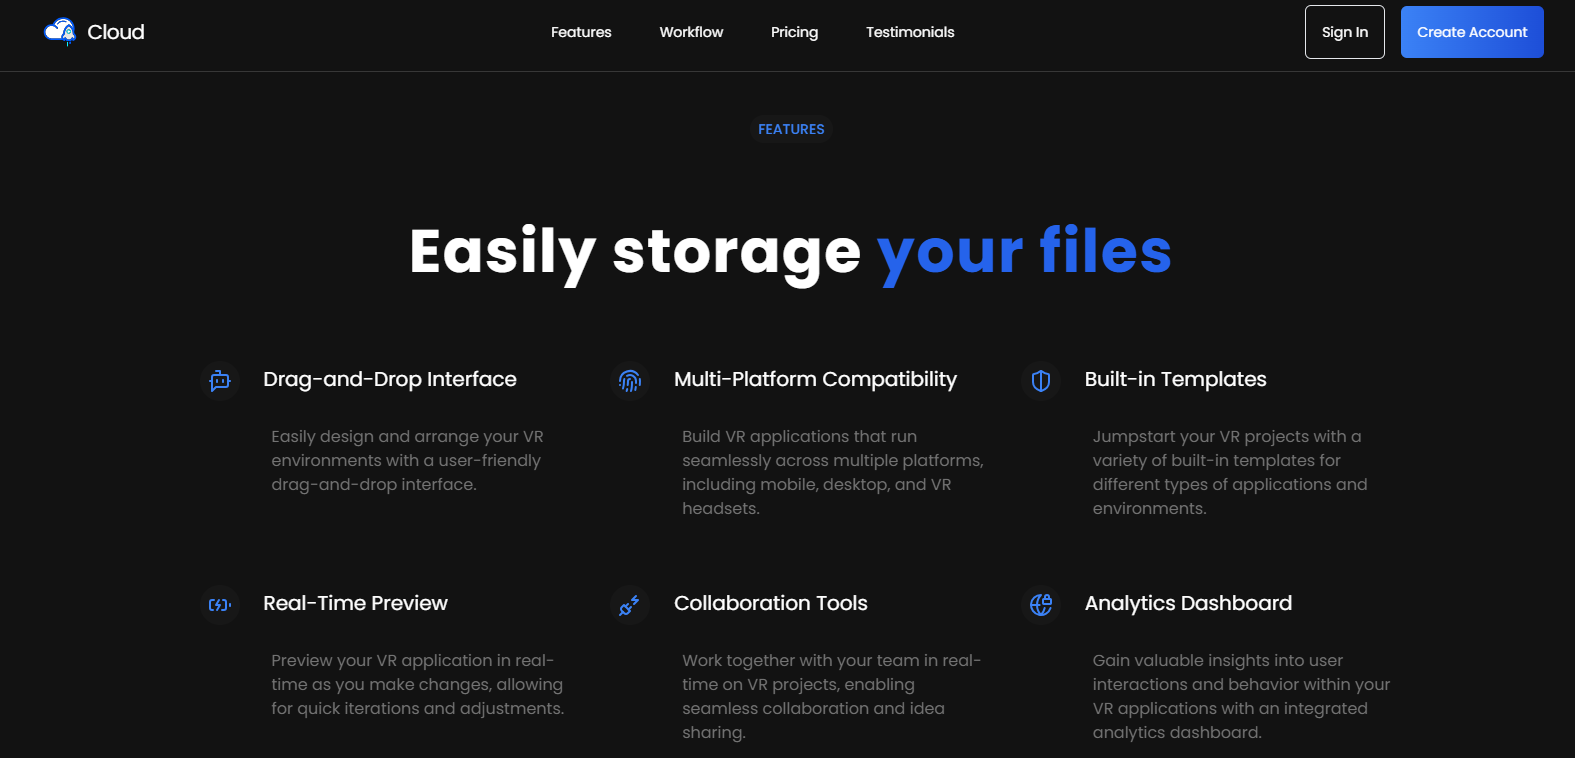 Cloud
Features
Workflow
Pricing
Testimonials
Sign In
Create Account
FEATURES
Easily storage your files
Drag-and-Drop Interface
Easily design and arrange your VR
environments with a user-friendly
drag-and-drop interface.
Multi-Platform Compatibility
Build VR applications that run
seamlessly across multiple platforms,
including mobile, desktop, and VR
headsets.
Built-in Templates
Jumpstart your VR projects with a
variety of built-in templates for
different types of applications and
environments.
Real-Time Preview
Preview your VR application in real-
time as you make changes, allowing
for quick iterations and adjustments.
Collaboration Tools
Work together with your team in real-
time on VR projects, enabling
seamless collaboration and idea
sharing.
Analytics Dashboard
Gain valuable insights into user
interactions and behavior within your
VR applications with an integrated
analytics dashboard.